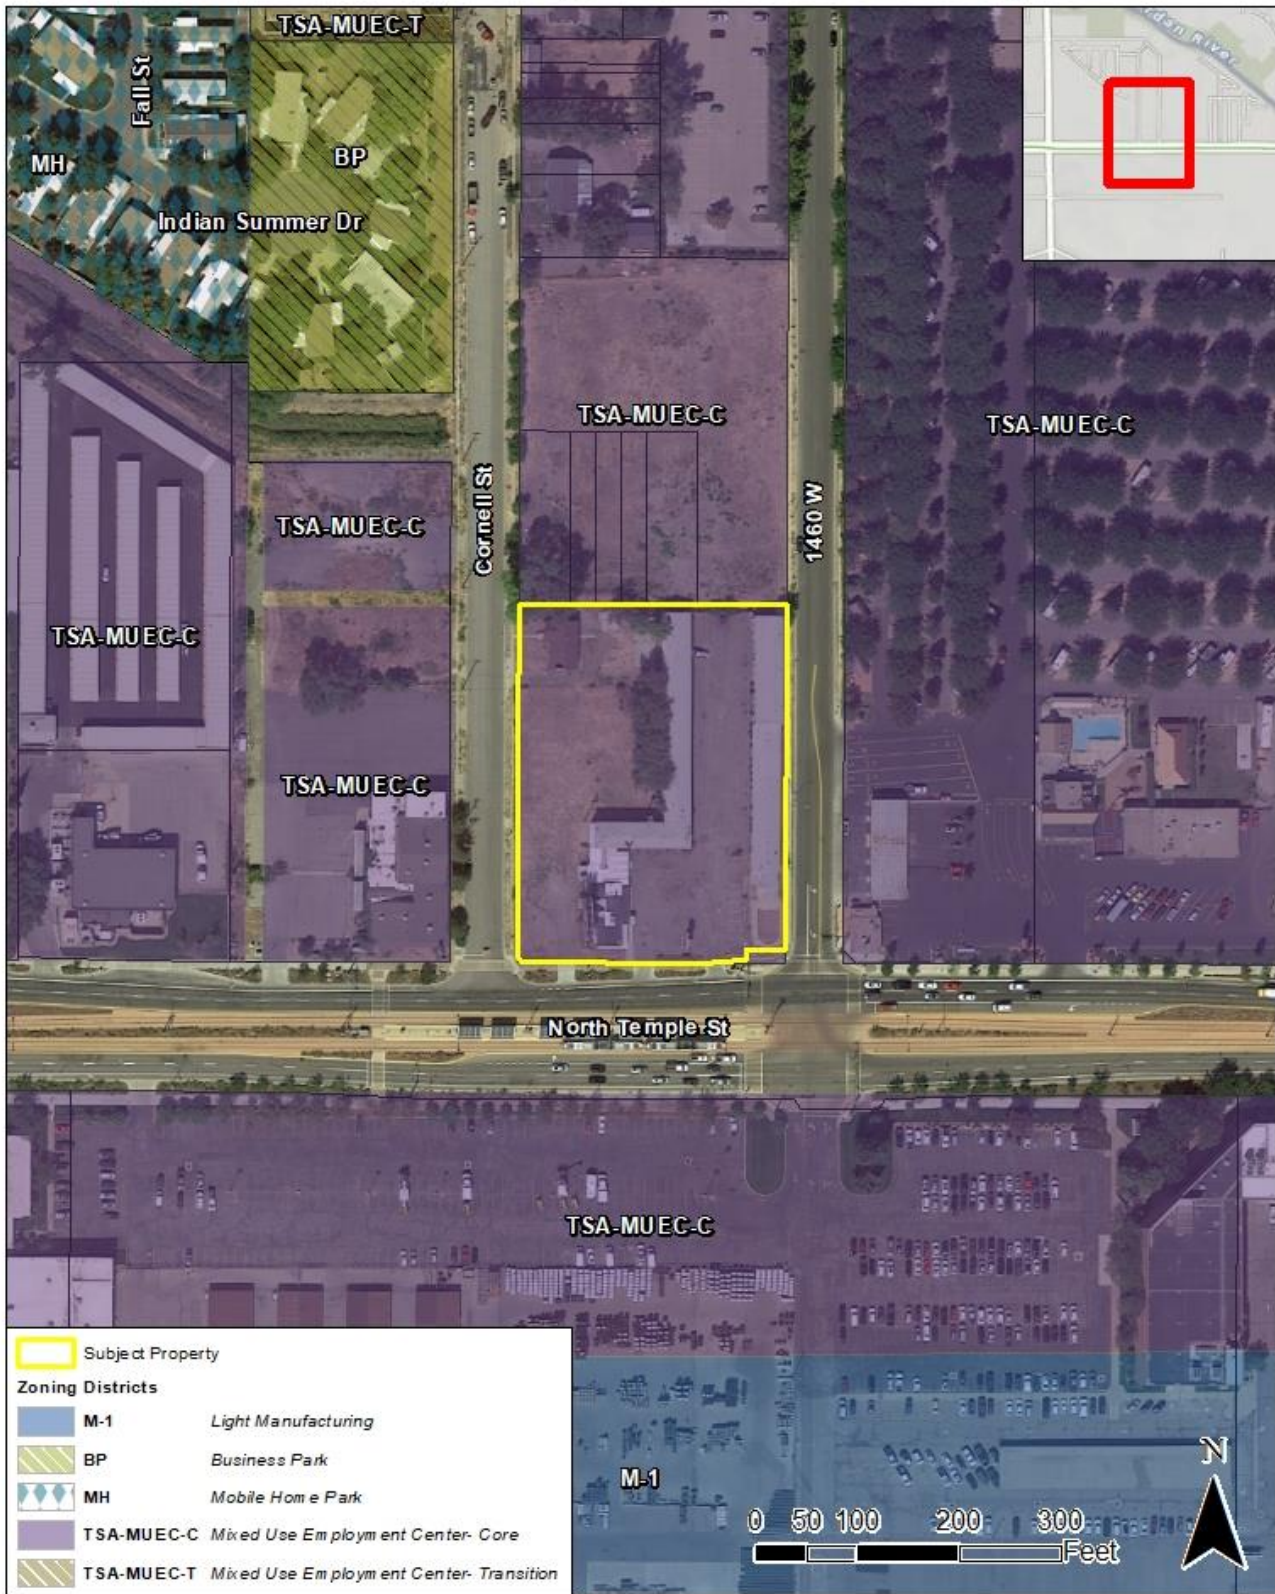 TSA-MUEC-T
Jordan River
Fall St
MH
BP
Indian Summer Dr
TSA-MUEC-C
TSA-MUEC-C
Cornell St
1460 W
TSA-MUEC-C
TSA-MUEC-C
TSA-MUEC-C
North Temple St
TSA-MUEC-C
Subject Property
Zoning Districts
M-1 Light Manufacturing
BP Business Park
MH Mobile Home Park
TSA-MUEC-C Mixed Use Employment Center- Core
TSA-MUEC-T Mixed Use Employment Center- Transition
M-1
N
0 50 100 200 300
Feet